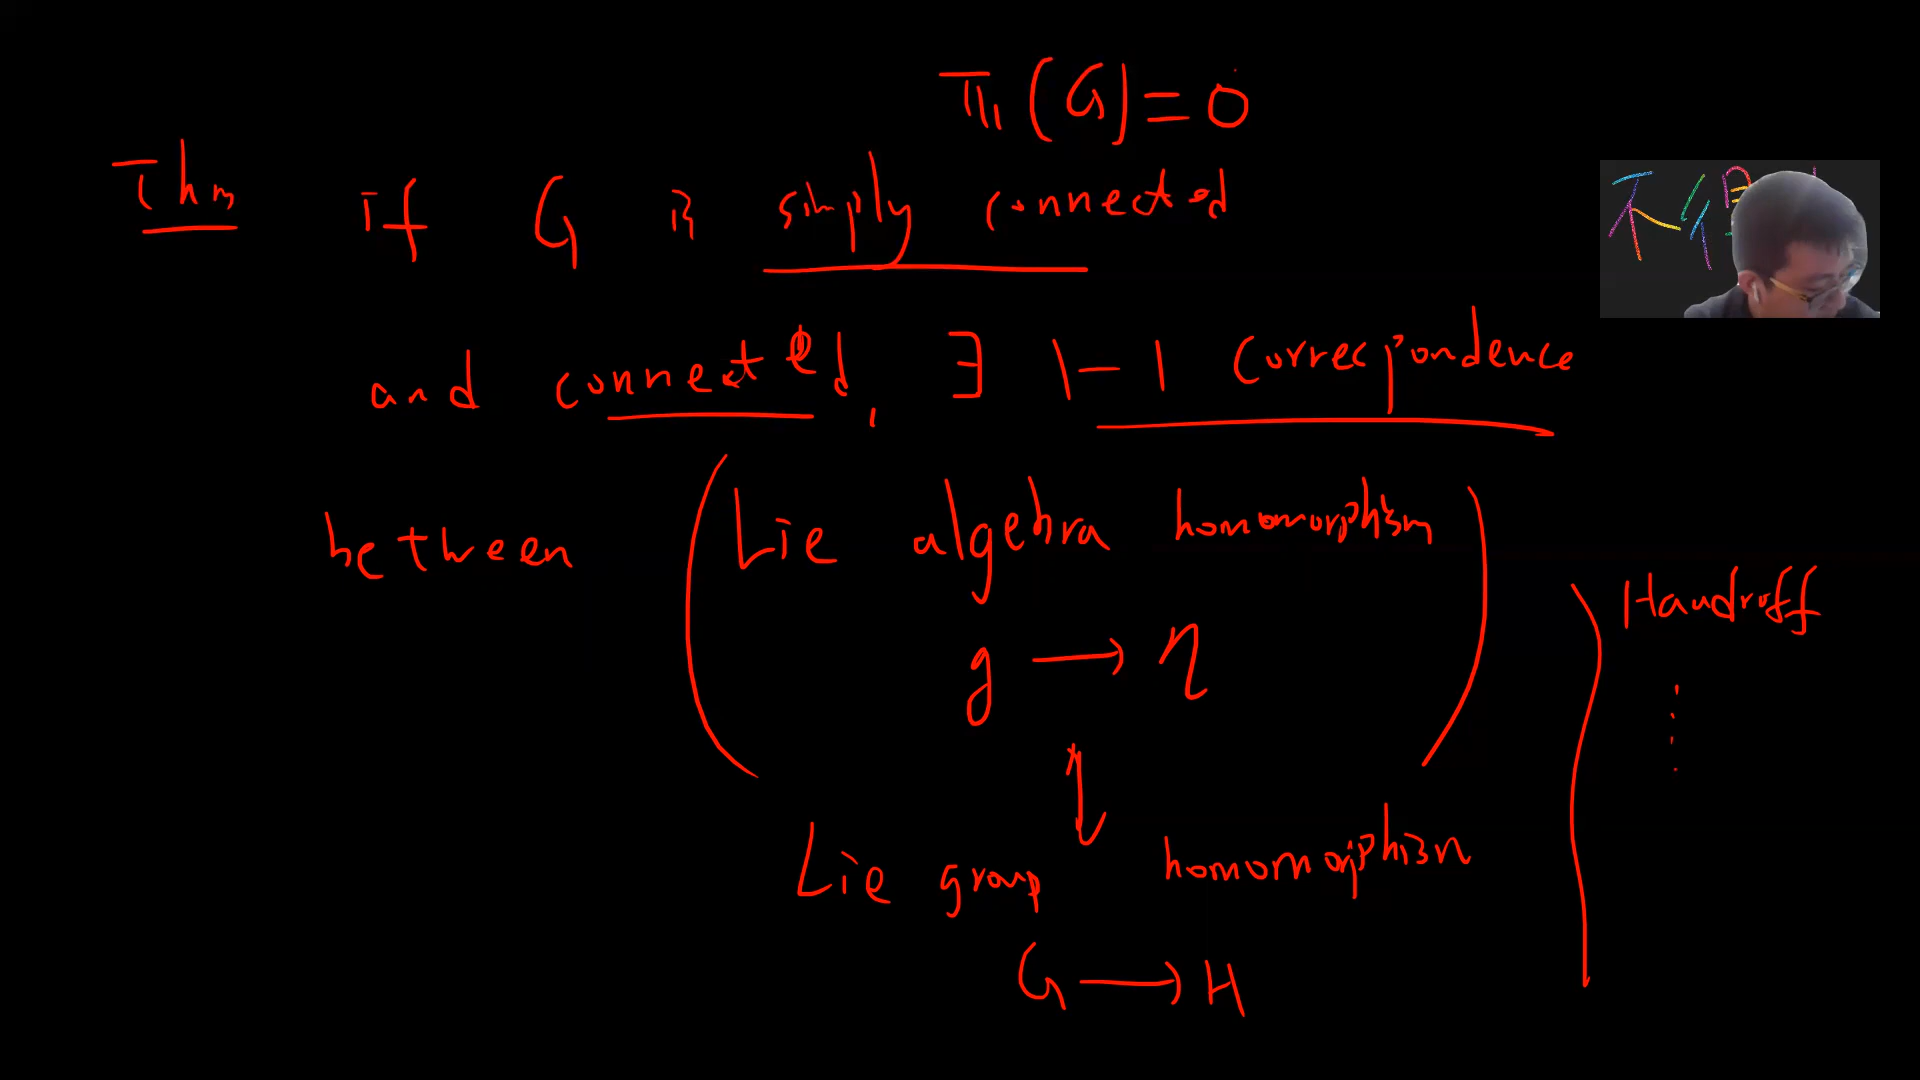 π₁(G)=0
Thm if G is simply connected
and connected, ∃ 1-1 correspondence
between (Lie algebra homomorphism)
g → η
↓
Lie group homomorphism
G → H
Haudroff
⋮